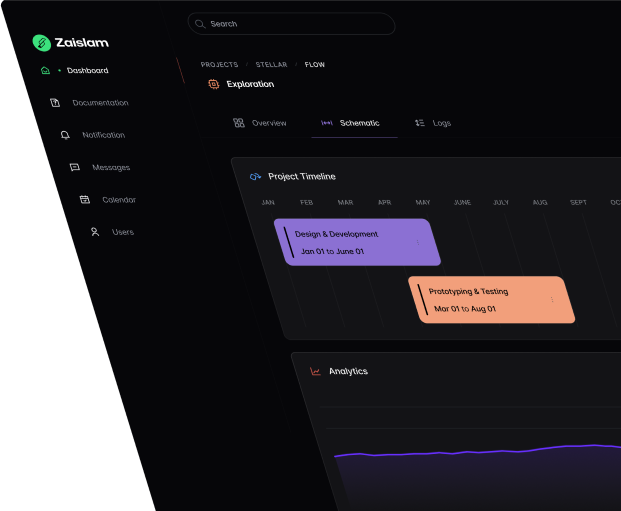 Search
Zaislam
Dashboard
Documentation
Notification
Messages
Calendar
Users
PROJECTS / STELLAR / FLOW
Exploration
Overview Schematic Logs
Project Timeline
JAN FEB MAR APR MAY JUNE JULY AUG SEPT
Design & Development
Jan 01 to June 01
Prototyping & Testing
Mar 01 to Aug 01
Analytics